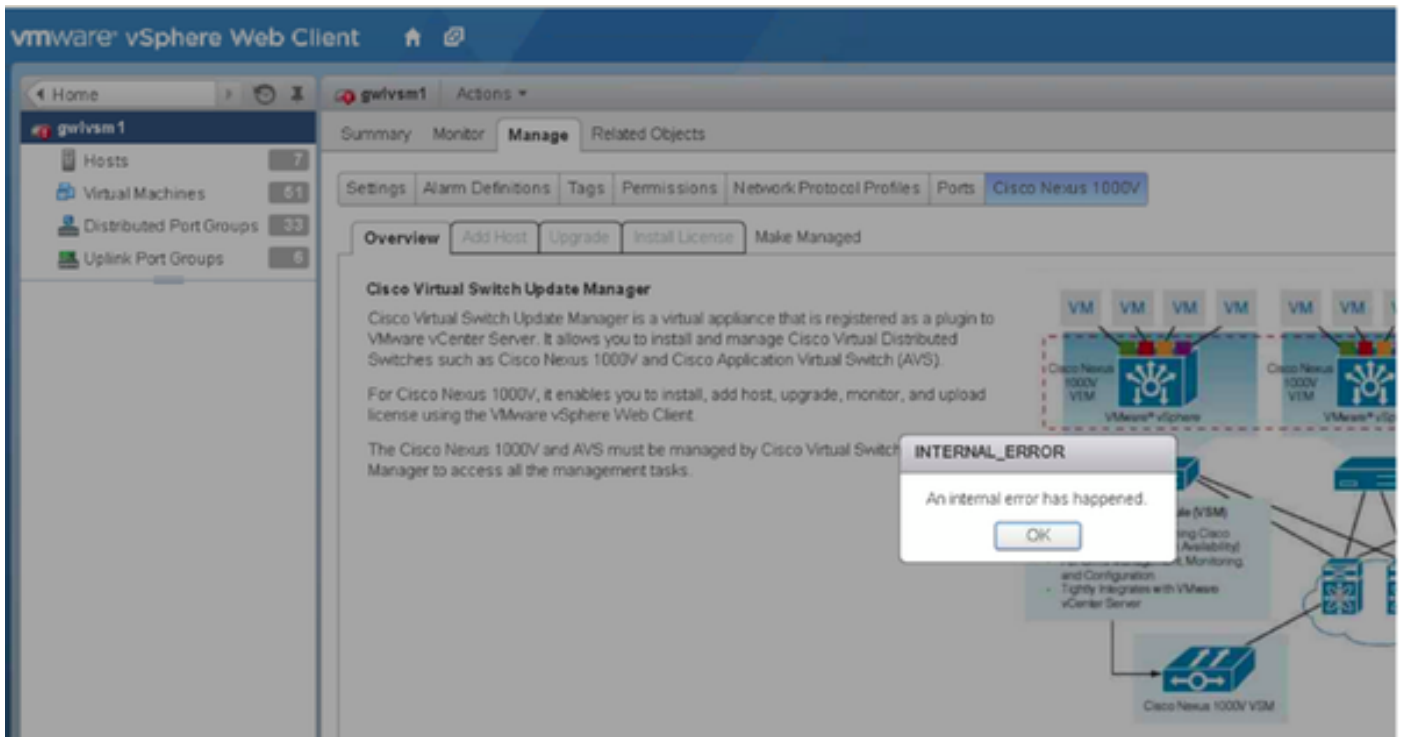 vmware® vSphere Web Client
Home
gwlvsm1
Hosts 7
Virtual Machines 61
Distributed Port Groups 33
Uplink Port Groups 6
gwlvsm1 Actions
Summary Monitor Manage Related Objects
Settings Alarm Definitions Tags Permissions Network Protocol Profiles Ports Cisco Nexus 1000V
Overview Add Host Upgrade Install License Make Managed
Cisco Virtual Switch Update Manager
Cisco Virtual Switch Update Manager is a virtual appliance that is registered as a plugin to
VMware vCenter Server. It allows you to install and manage Cisco Virtual Distributed
Switches such as Cisco Nexus 1000V and Cisco Application Virtual Switch (AVS).
For Cisco Nexus 1000V, it enables you to install, add host, upgrade, monitor, and upload
license using the VMware vSphere Web Client.
The Cisco Nexus 1000V and AVS must be managed by Cisco Virtual Switch
Manager to access all the management tasks.
VM VM VM VM VM VM
Cisco Nexus
1000V
VEM
VMware® vSphere
Cisco Nexus
1000V
VEM
VMware®
INTERNAL_ERROR
An internal error has happened.
OK
(VSM)
Cisco
Availability)
Monitoring,
and Configuration
Tightly Integrates with VMware
vCenter Server
Cisco Nexus 1000V VSM